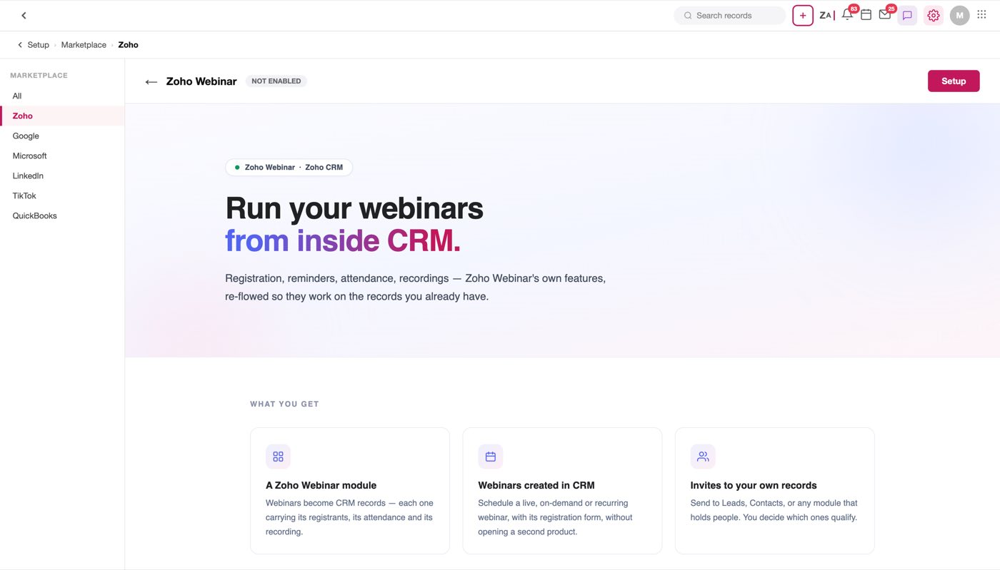 Search records
+
ZA
83
25
M
Setup › Marketplace › Zoho
MARKETPLACE
All
Zoho
Google
Microsoft
LinkedIn
TikTok
QuickBooks
← Zoho Webinar
NOT ENABLED
Setup
Zoho Webinar · Zoho CRM
Run your webinars
from inside CRM.
Registration, reminders, attendance, recordings — Zoho Webinar's own features,
re-flowed so they work on the records you already have.
WHAT YOU GET
A Zoho Webinar module
Webinars become CRM records — each one
carrying its registrants, its attendance and its
recording.
Webinars created in CRM
Schedule a live, on-demand or recurring
webinar, with its registration form, without
opening a second product.
Invites to your own records
Send to Leads, Contacts, or any module that
holds people. You decide which ones qualify.